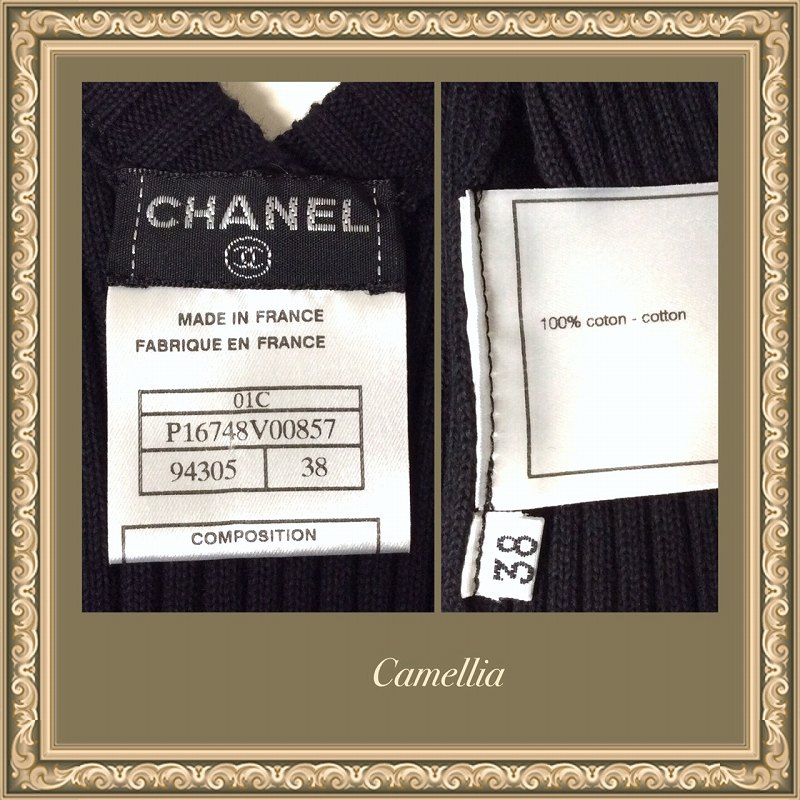 CHANEL
MADE IN FRANCE
FABRIQUE EN FRANCE
01C
P16748V00857
94305 38
COMPOSITION
100% coton - cotton
38
Camellia